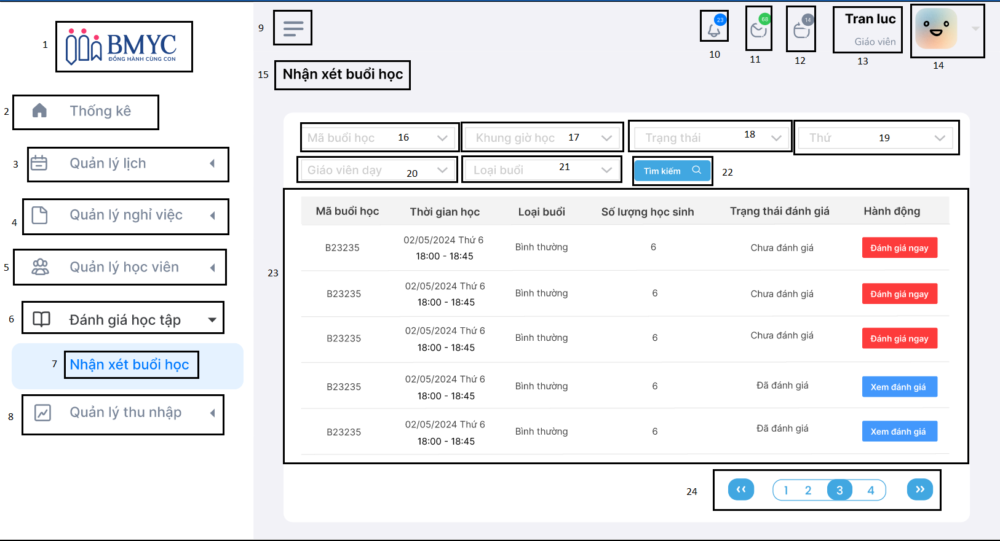 1
BMYC
ĐỒNG HÀNH CÙNG CON
2 Thống kê
3 Quản lý lịch
4 Quản lý nghỉ việc
5 Quản lý học viên
6 Đánh giá học tập
7 Nhận xét buổi học
8 Quản lý thu nhập
9
23
10
68
11
14
12
Tran luc
Giáo viên
13
14
15 Nhận xét buổi học
Mã buổi học 16 Khung giờ học 17 Trạng thái 18 Thứ 19
Giáo viên dạy 20 Loại buổi 21 Tìm kiếm 22
23
Mã buổi học Thời gian học Loại buổi Số lượng học sinh Trạng thái đánh giá Hành động
B23235 02/05/2024 Thứ 6 Bình thường 6 Chưa đánh giá Đánh giá ngay
18:00 - 18:45
B23235 02/05/2024 Thứ 6 Bình thường 6 Chưa đánh giá Đánh giá ngay
18:00 - 18:45
B23235 02/05/2024 Thứ 6 Bình thường 6 Chưa đánh giá Đánh giá ngay
18:00 - 18:45
B23235 02/05/2024 Thứ 6 Bình thường 6 Đã đánh giá Xem đánh giá
18:00 - 18:45
B23235 02/05/2024 Thứ 6 Bình thường 6 Đã đánh giá Xem đánh giá
18:00 - 18:45
24 1 2 3 4